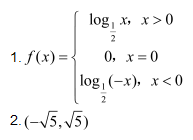 1. f(x)=
log_{1/2} x, x>0
0, x=0
log_{1/2}(-x), x<0
2. (-√5,√5)